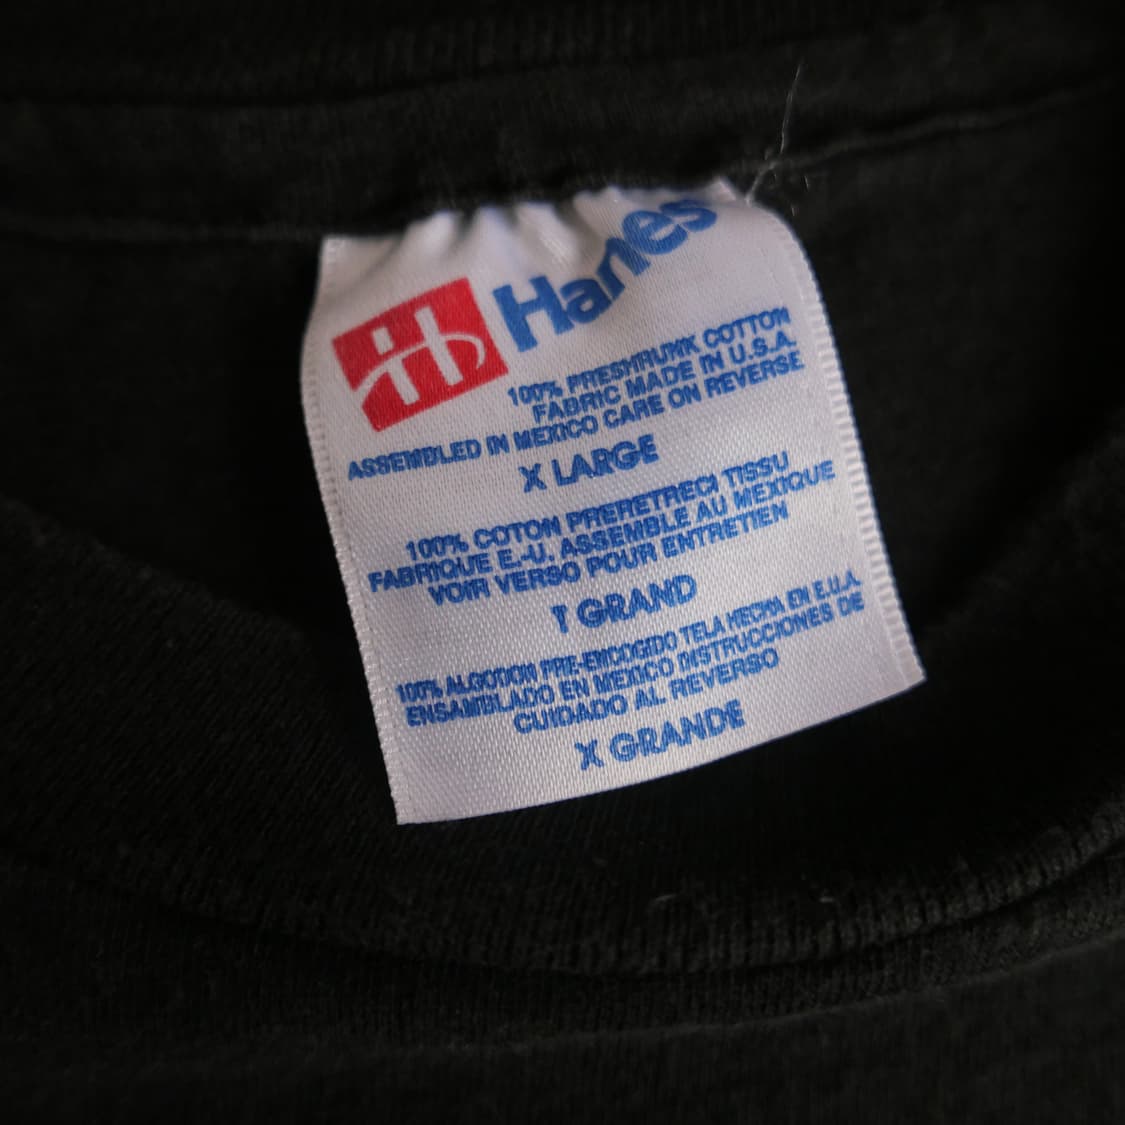 Hanes
100% PRESHRUNK COTTON
FABRIC MADE IN U.S.A.
ASSEMBLED IN MEXICO CARE ON REVERSE
X LARGE
100% COTON PRERETRECI TISSU
FABRIQUE E.-U. ASSEMBLE AU MEXIQUE
VOIR VERSO POUR ENTRETIEN
T GRAND
100% ALGODON PRE-ENCOGIDO TELA HECHA EN E.U.A.
ENSAMBLADO EN MEXICO INSTRUCCIONES DE
CUIDADO AL REVERSO
X GRANDE